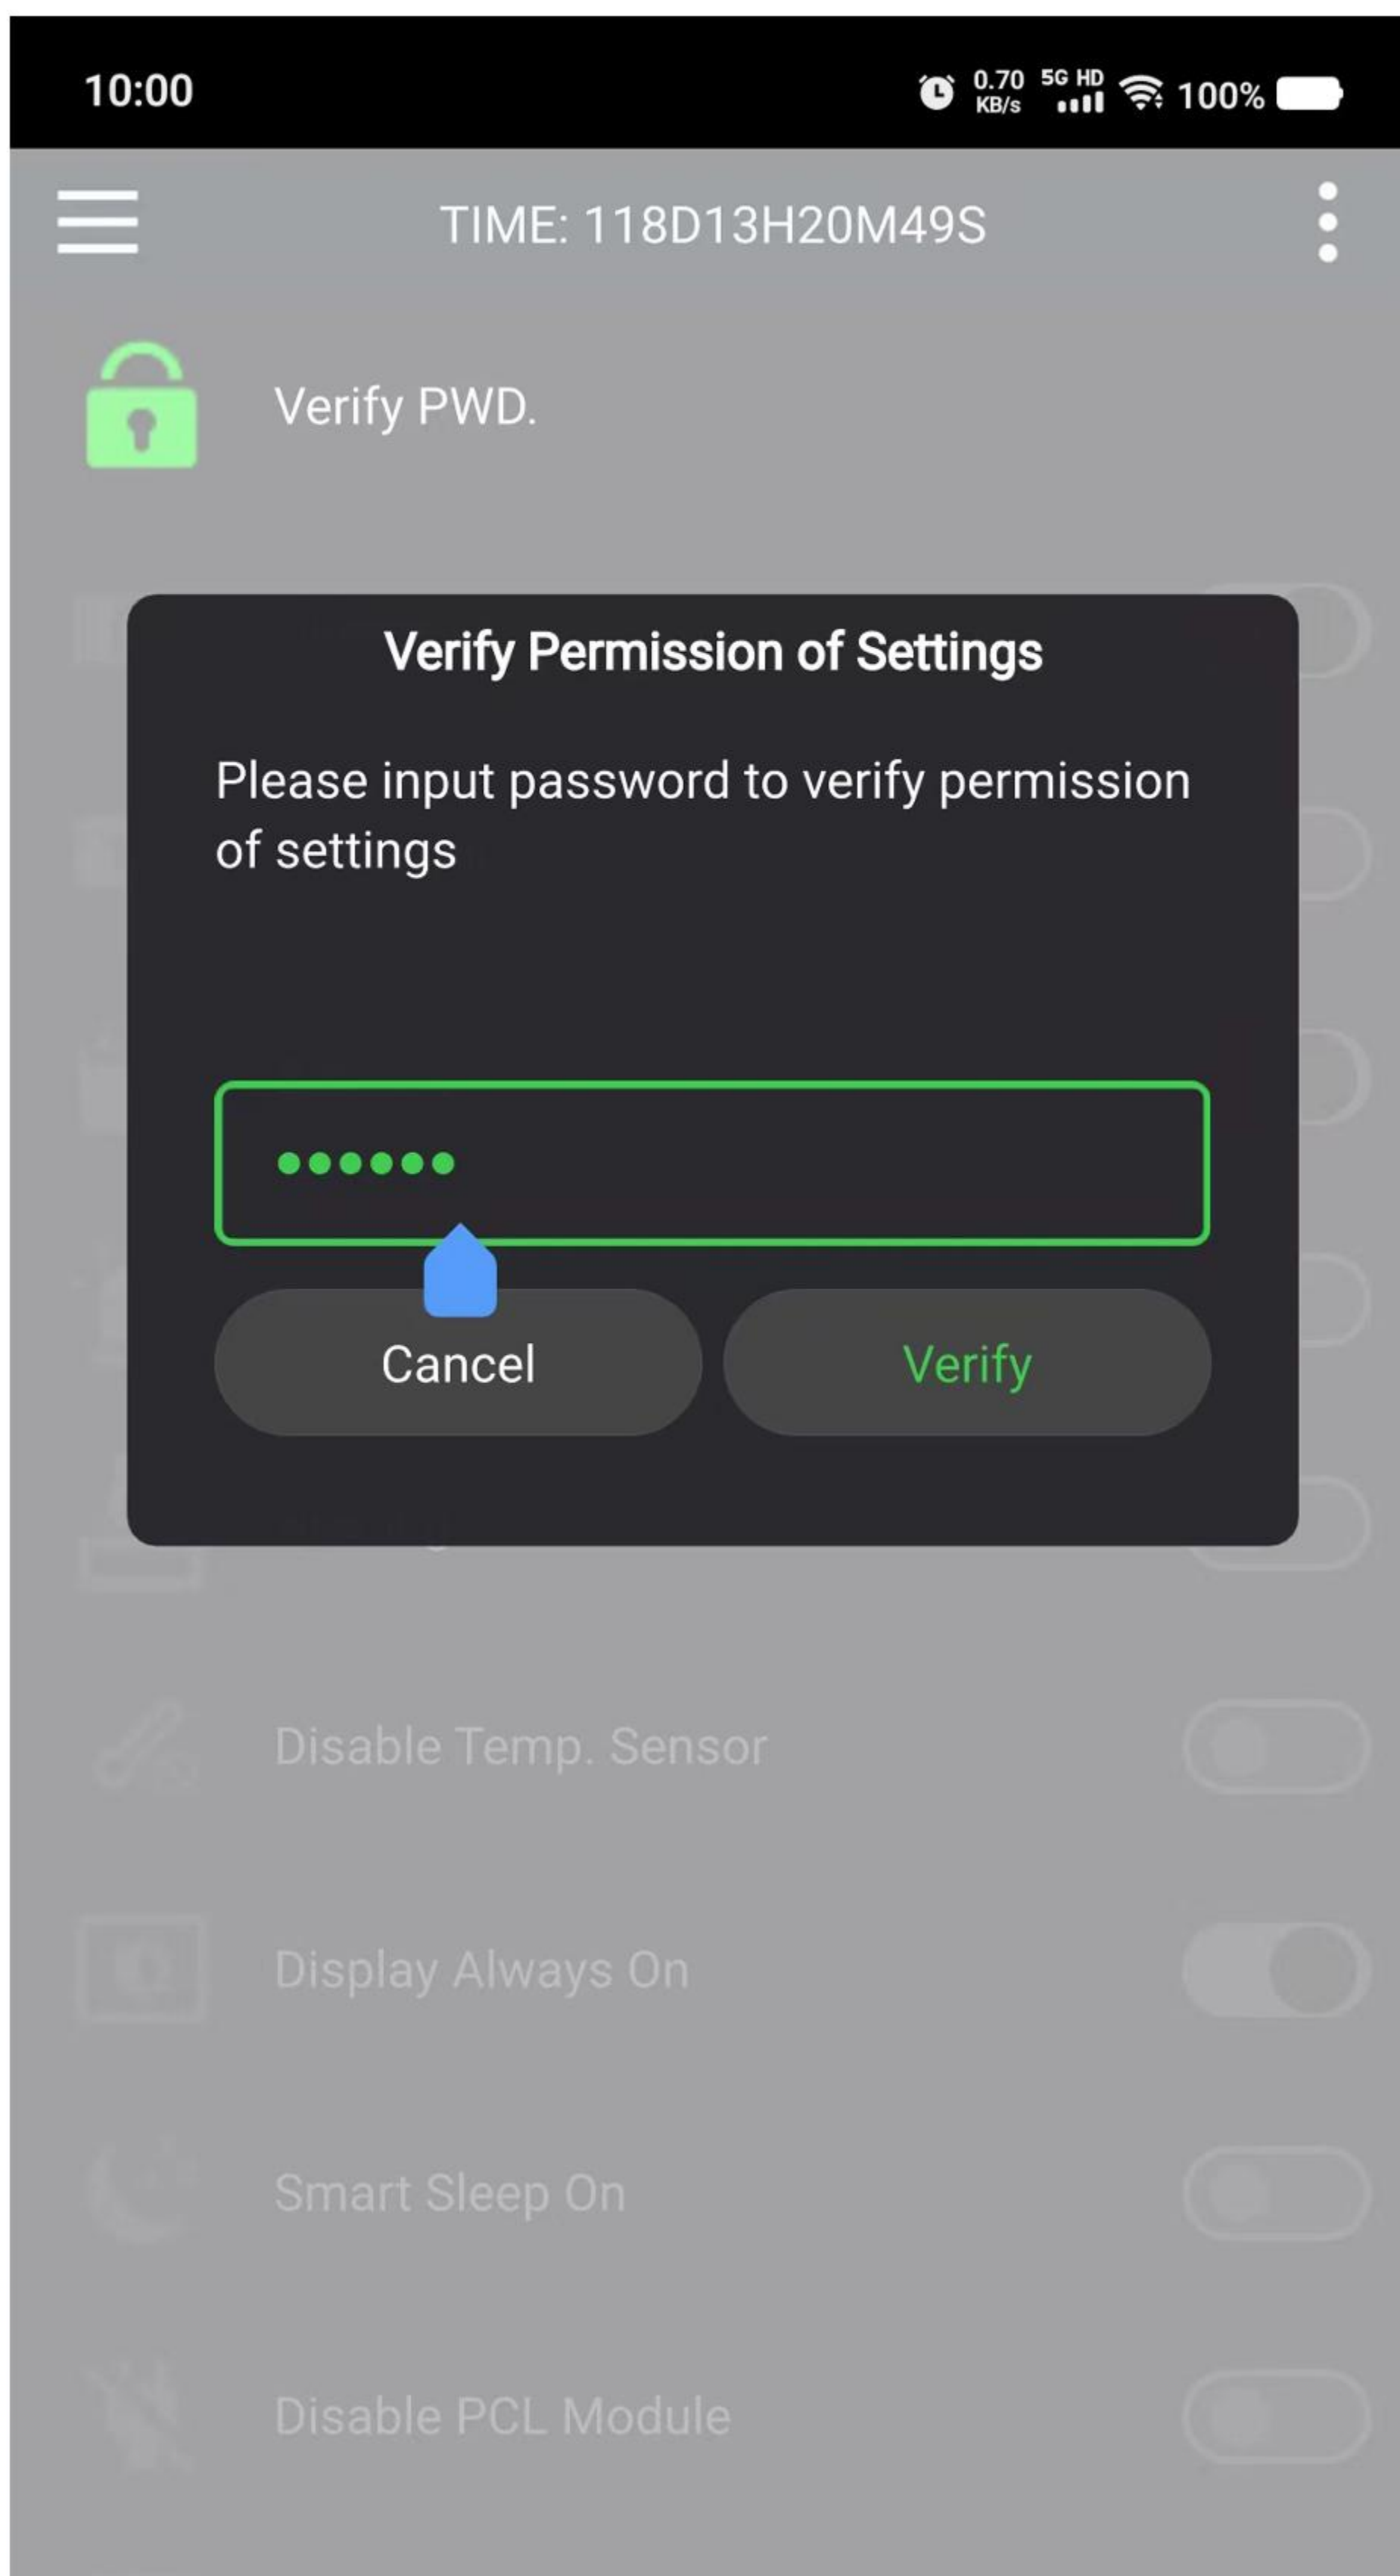 10:00
0.70 KB/s 5G HD 100%
TIME: 118D13H20M49S
Verify PWD.
Verify Permission of Settings
Please input password to verify permission
of settings
••••••
Cancel Verify
Disable Temp. Sensor
Display Always On
Smart Sleep On
Disable PCL Module